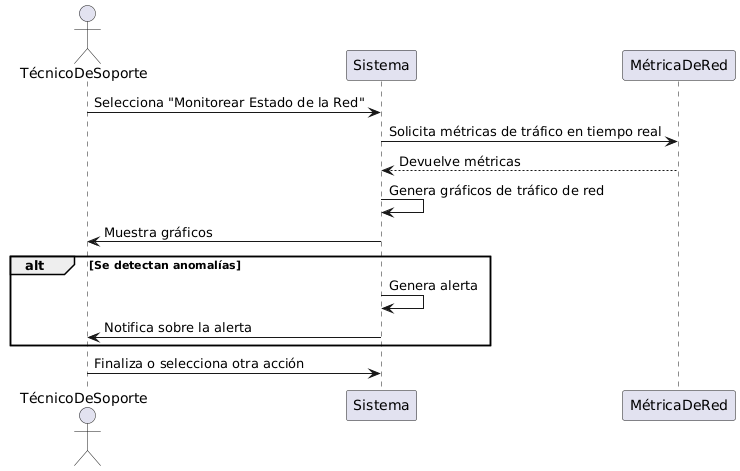 TécnicoDeSoporte
Sistema
MétricaDeRed
Selecciona "Monitorear Estado de la Red"
Solicita métricas de tráfico en tiempo real
Devuelve métricas
Genera gráficos de tráfico de red
Muestra gráficos
alt [Se detectan anomalías]
Genera alerta
Notifica sobre la alerta
Finaliza o selecciona otra acción
TécnicoDeSoporte
Sistema
MétricaDeRed